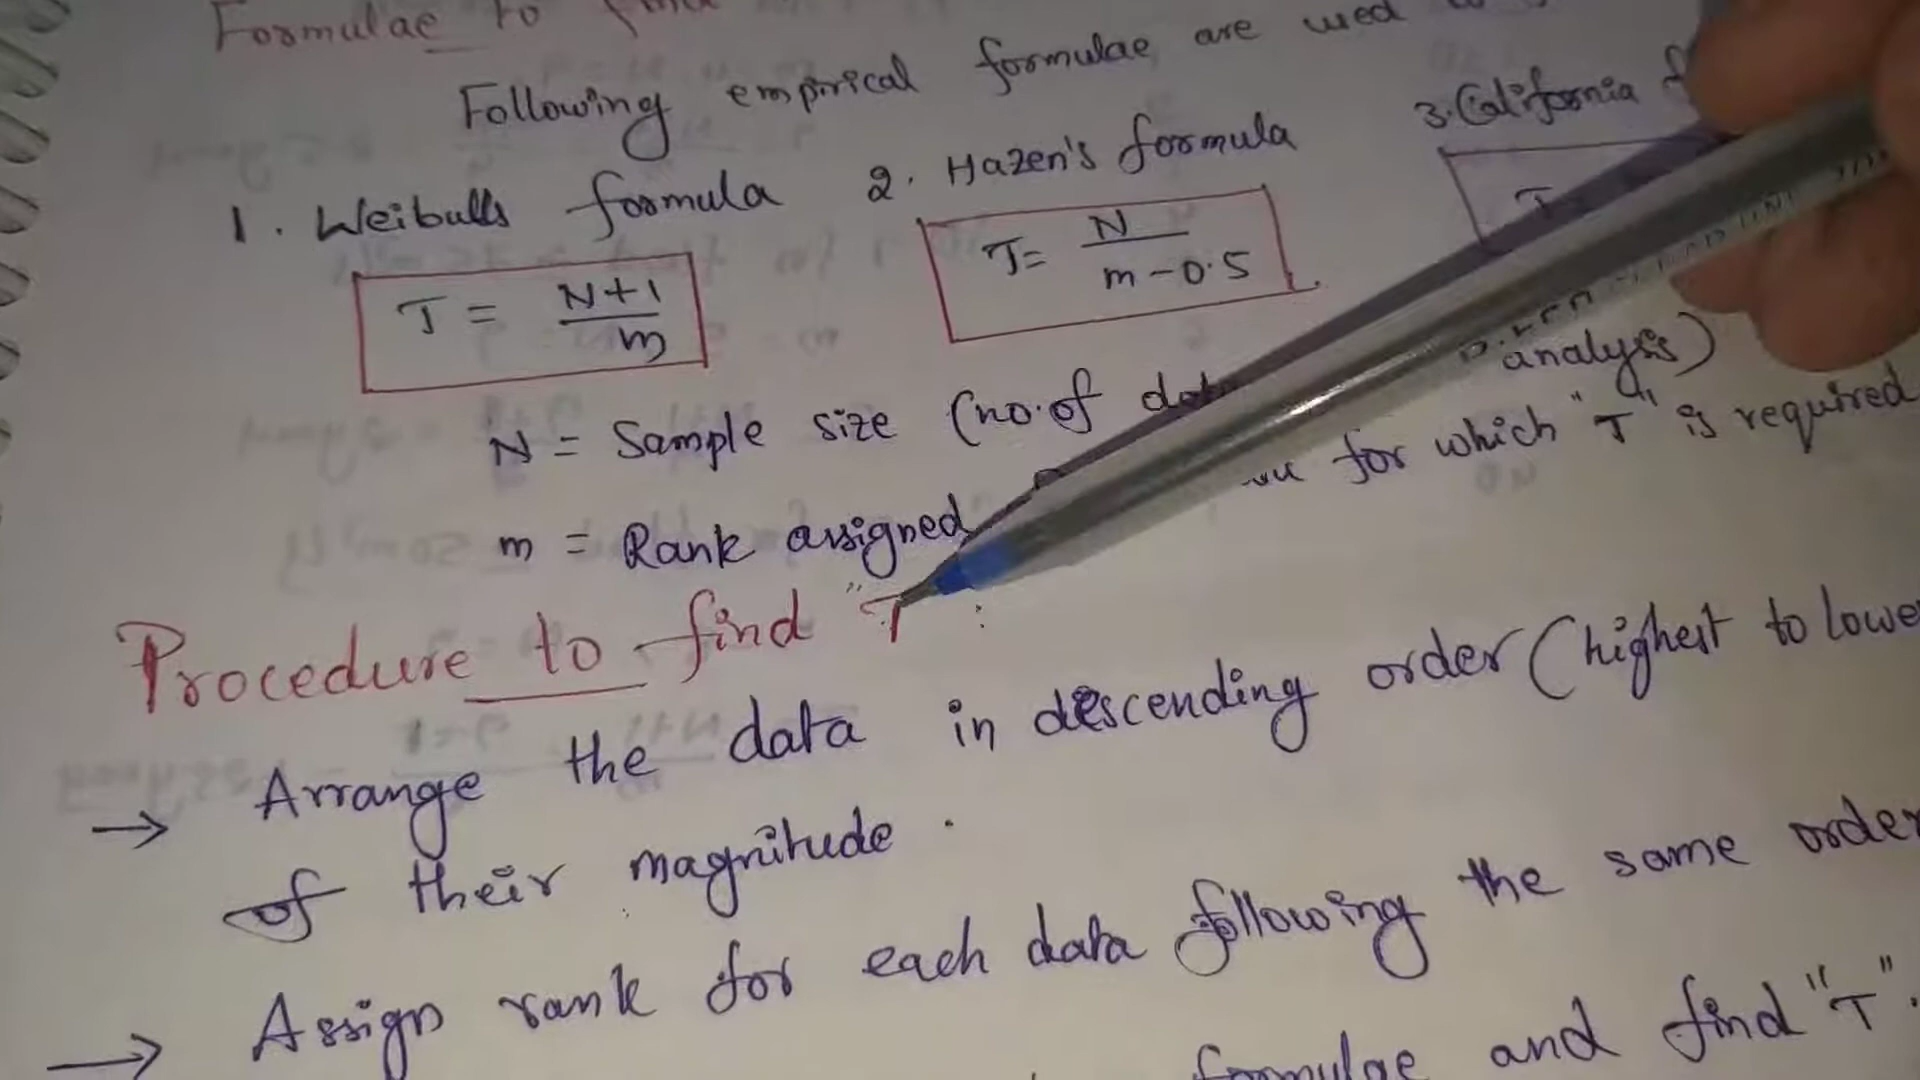 Formulae to find
Following empirical formulae are used
1. Weibulls formula 2. Hazen's formula 3. California
T = N+1 / m
T = N / m - 0.5
T =
N = Sample size (no. of data analysis)
m = Rank assigned for which "T" is required
Procedure to find "T :
→ Arrange the data in descending order (highest to lowe
of their magnitude.
→ Assign rank for each data following the same order
formulae and find "T".